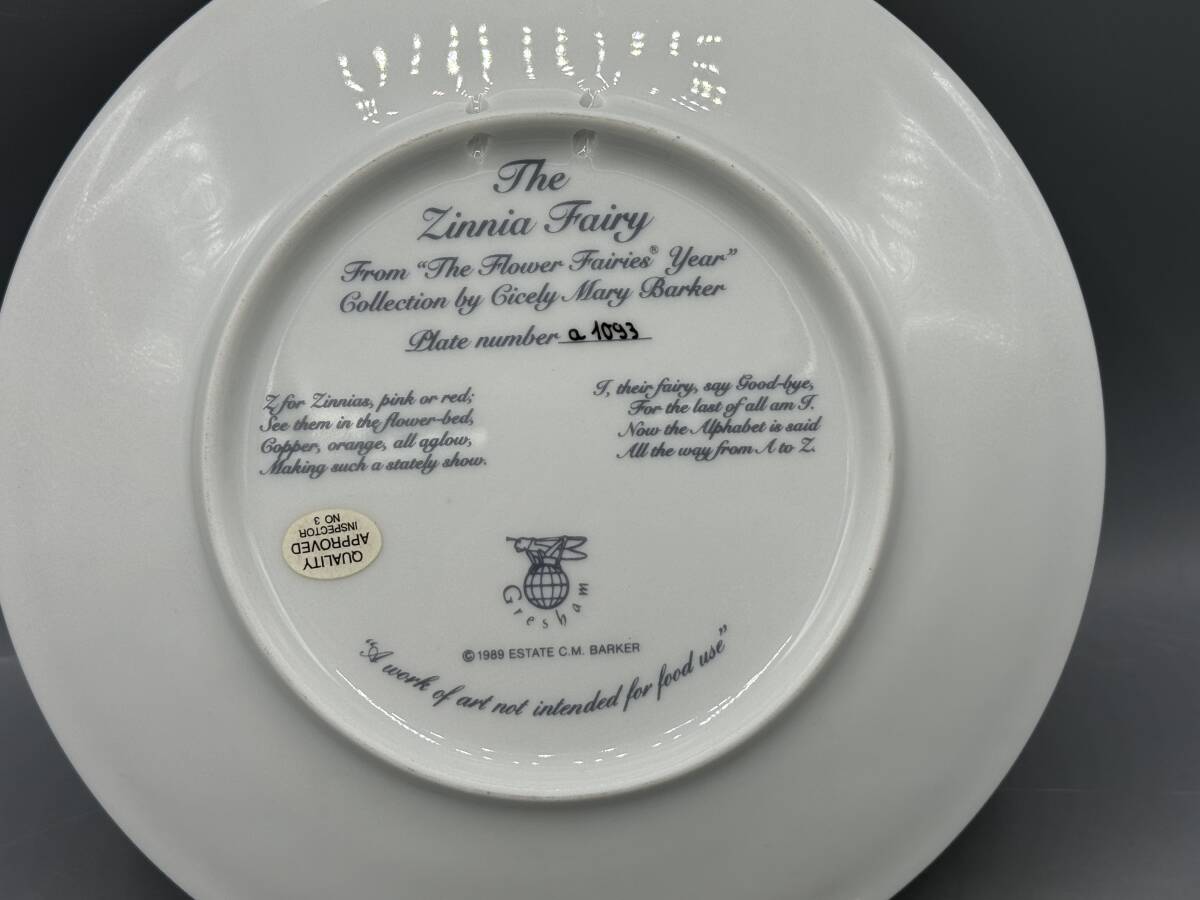 The
Zinnia Fairy
From “The Flower Fairies® Year”
Collection by Cicely Mary Barker
Plate number a 1093
Z for Zinnias, pink or red;
See them in the flower-bed,
Copper, orange, all aglow,
Making such a stately show.
I, their fairy, say Good-bye,
For the last of all am I.
Now the Alphabet is said
All the way from A to Z.
QUALITY
APPROVED
INSPECTOR
NO 3
Gresham
© 1989 ESTATE C.M. BARKER
“A work of art not intended for food use”